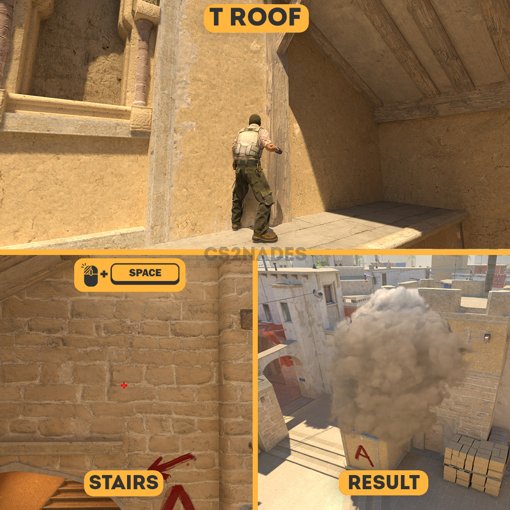 T ROOF
CS2NADES
+ SPACE
STAIRS
A
A
RESULT